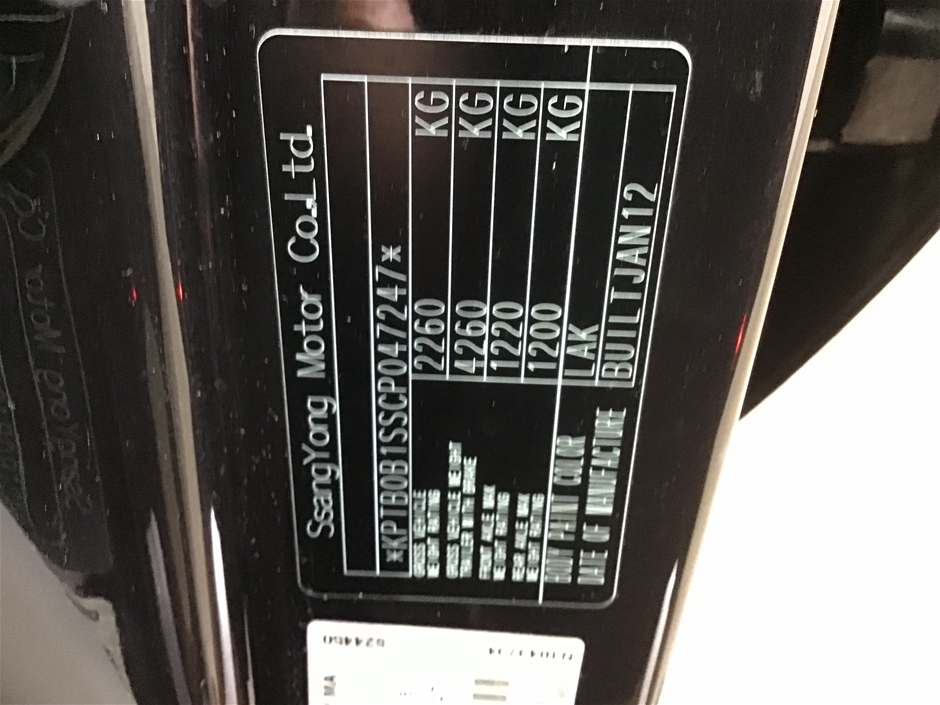 SsangYong Motor Co.Ltd.
*KPTB0B1SSCP047247*
GROSS VEHICLE WEIGHT RATING 2260 KG
GROSS VEHICLE WEIGHT TRAILER WITH BRAKE 4260 KG
FRONT AXLE MAX WEIGHT RATING 1220 KG
REAR AXLE MAX WEIGHT RATING 1200 KG
BODY PAINT COLOR LAK
DATE OF MANUFACTURE BUILTJAN12
824460